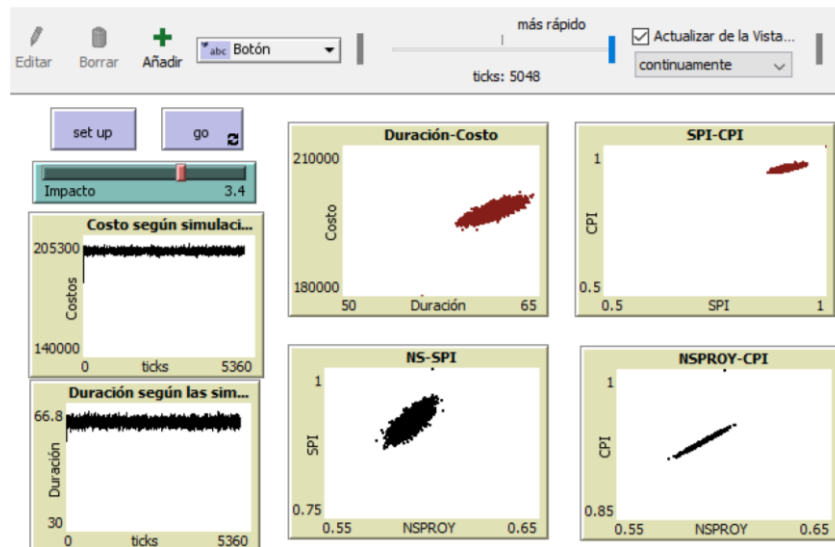 Editar
Borrar
Añadir
abc Botón
más rápido
ticks: 5048
Actualizar de la Vista...
continuamente
set up
go
Impacto 3.4
Costo según simulaci...
205300
Costos
140000
0 ticks 5360
Duración según las sim...
66.8
Duración
30
0 ticks 5360
Duración-Costo
210000
Costo
180000
50 Duración 65
SPI-CPI
1
CPI
0.5
0.5 SPI 1
NS-SPI
1
SPI
0.75
0.55 NSPROY 0.65
NSPROY-CPI
1
CPI
0.85
0.55 NSPROY 0.65